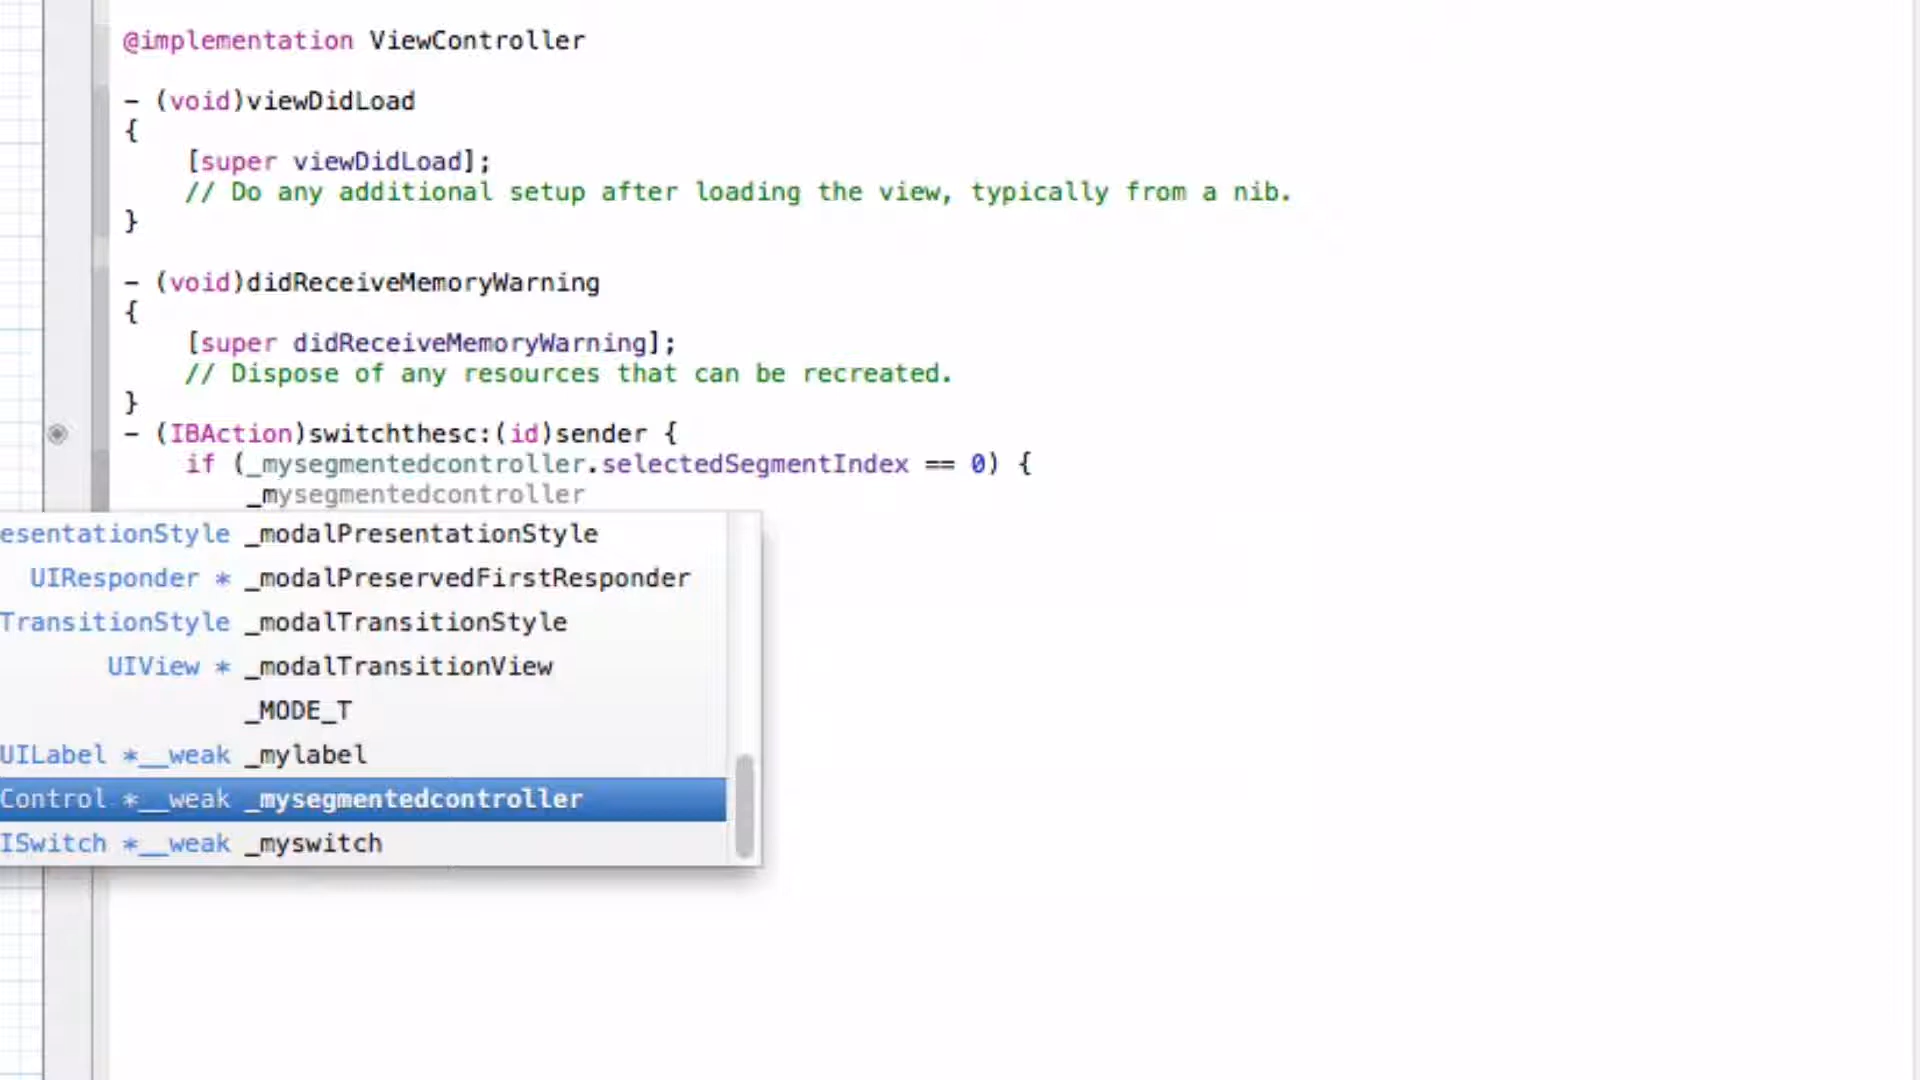 @implementation ViewController
- (void)viewDidLoad
{
[super viewDidLoad];
// Do any additional setup after loading the view, typically from a nib.
}
- (void)didReceiveMemoryWarning
{
[super didReceiveMemoryWarning];
// Dispose of any resources that can be recreated.
}
- (IBAction)switchthesc:(id)sender {
if (_mysegmentedcontroller.selectedSegmentIndex == 0) {
_mysegmentedcontroller
esentationStyle _modalPresentationStyle
UIResponder * _modalPreservedFirstResponder
TransitionStyle _modalTransitionStyle
UIView * _modalTransitionView
_MODE_T
UILabel *__weak _mylabel
Control *__weak _mysegmentedcontroller
ISwitch *__weak _myswitch